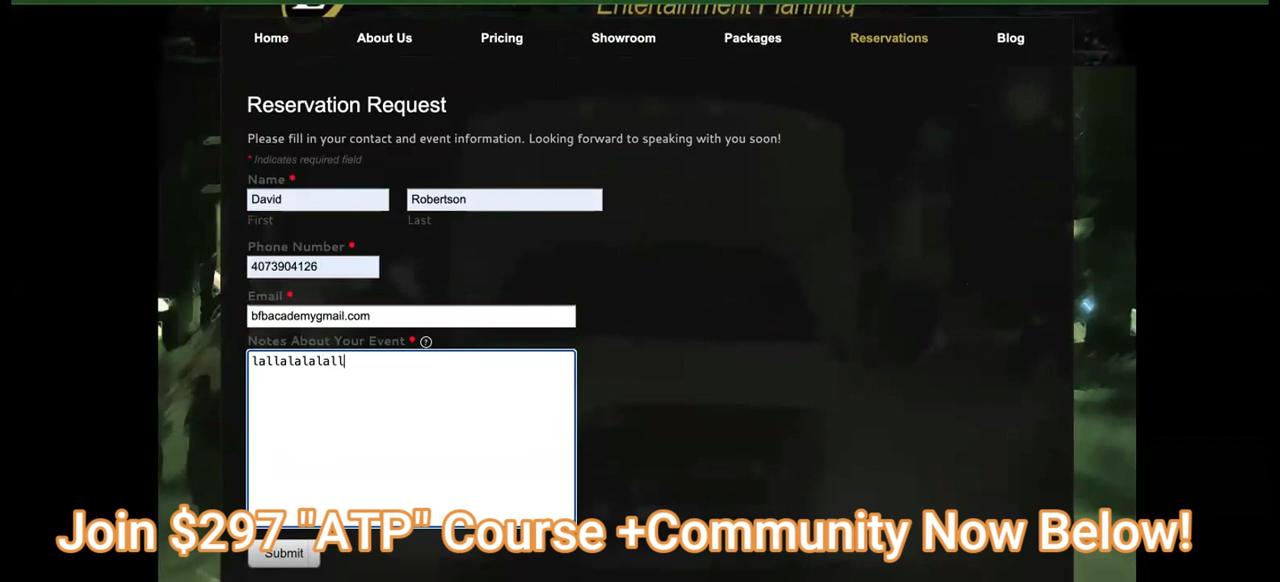 Entertainment Planning
Home About Us Pricing Showroom Packages Reservations Blog
Reservation Request
Please fill in your contact and event information. Looking forward to speaking with you soon!
* Indicates required field
Name *
David Robertson
First Last
Phone Number *
4073904126
Email *
bfbacademygmail.com
Notes About Your Event * ?
lallalalalall
Join $297 "ATP" Course +Community Now Below!
Submit